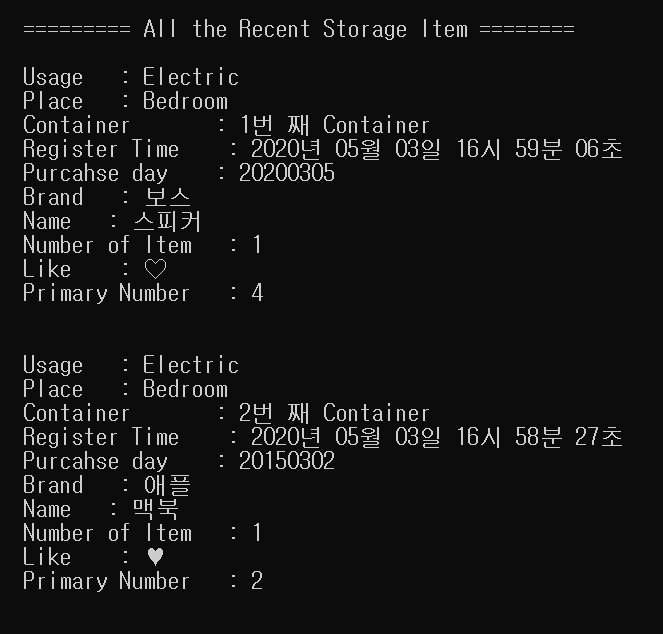 ========= All the Recent Storage Item ========
Usage : Electric
Place : Bedroom
Container : 1번 째 Container
Register Time : 2020년 05월 03일 16시 59분 06초
Purcahse day : 20200305
Brand : 보스
Name : 스피커
Number of Item : 1
Like : ♡
Primary Number : 4
Usage : Electric
Place : Bedroom
Container : 2번 째 Container
Register Time : 2020년 05월 03일 16시 58분 27초
Purcahse day : 20150302
Brand : 애플
Name : 맥북
Number of Item : 1
Like : ♥
Primary Number : 2